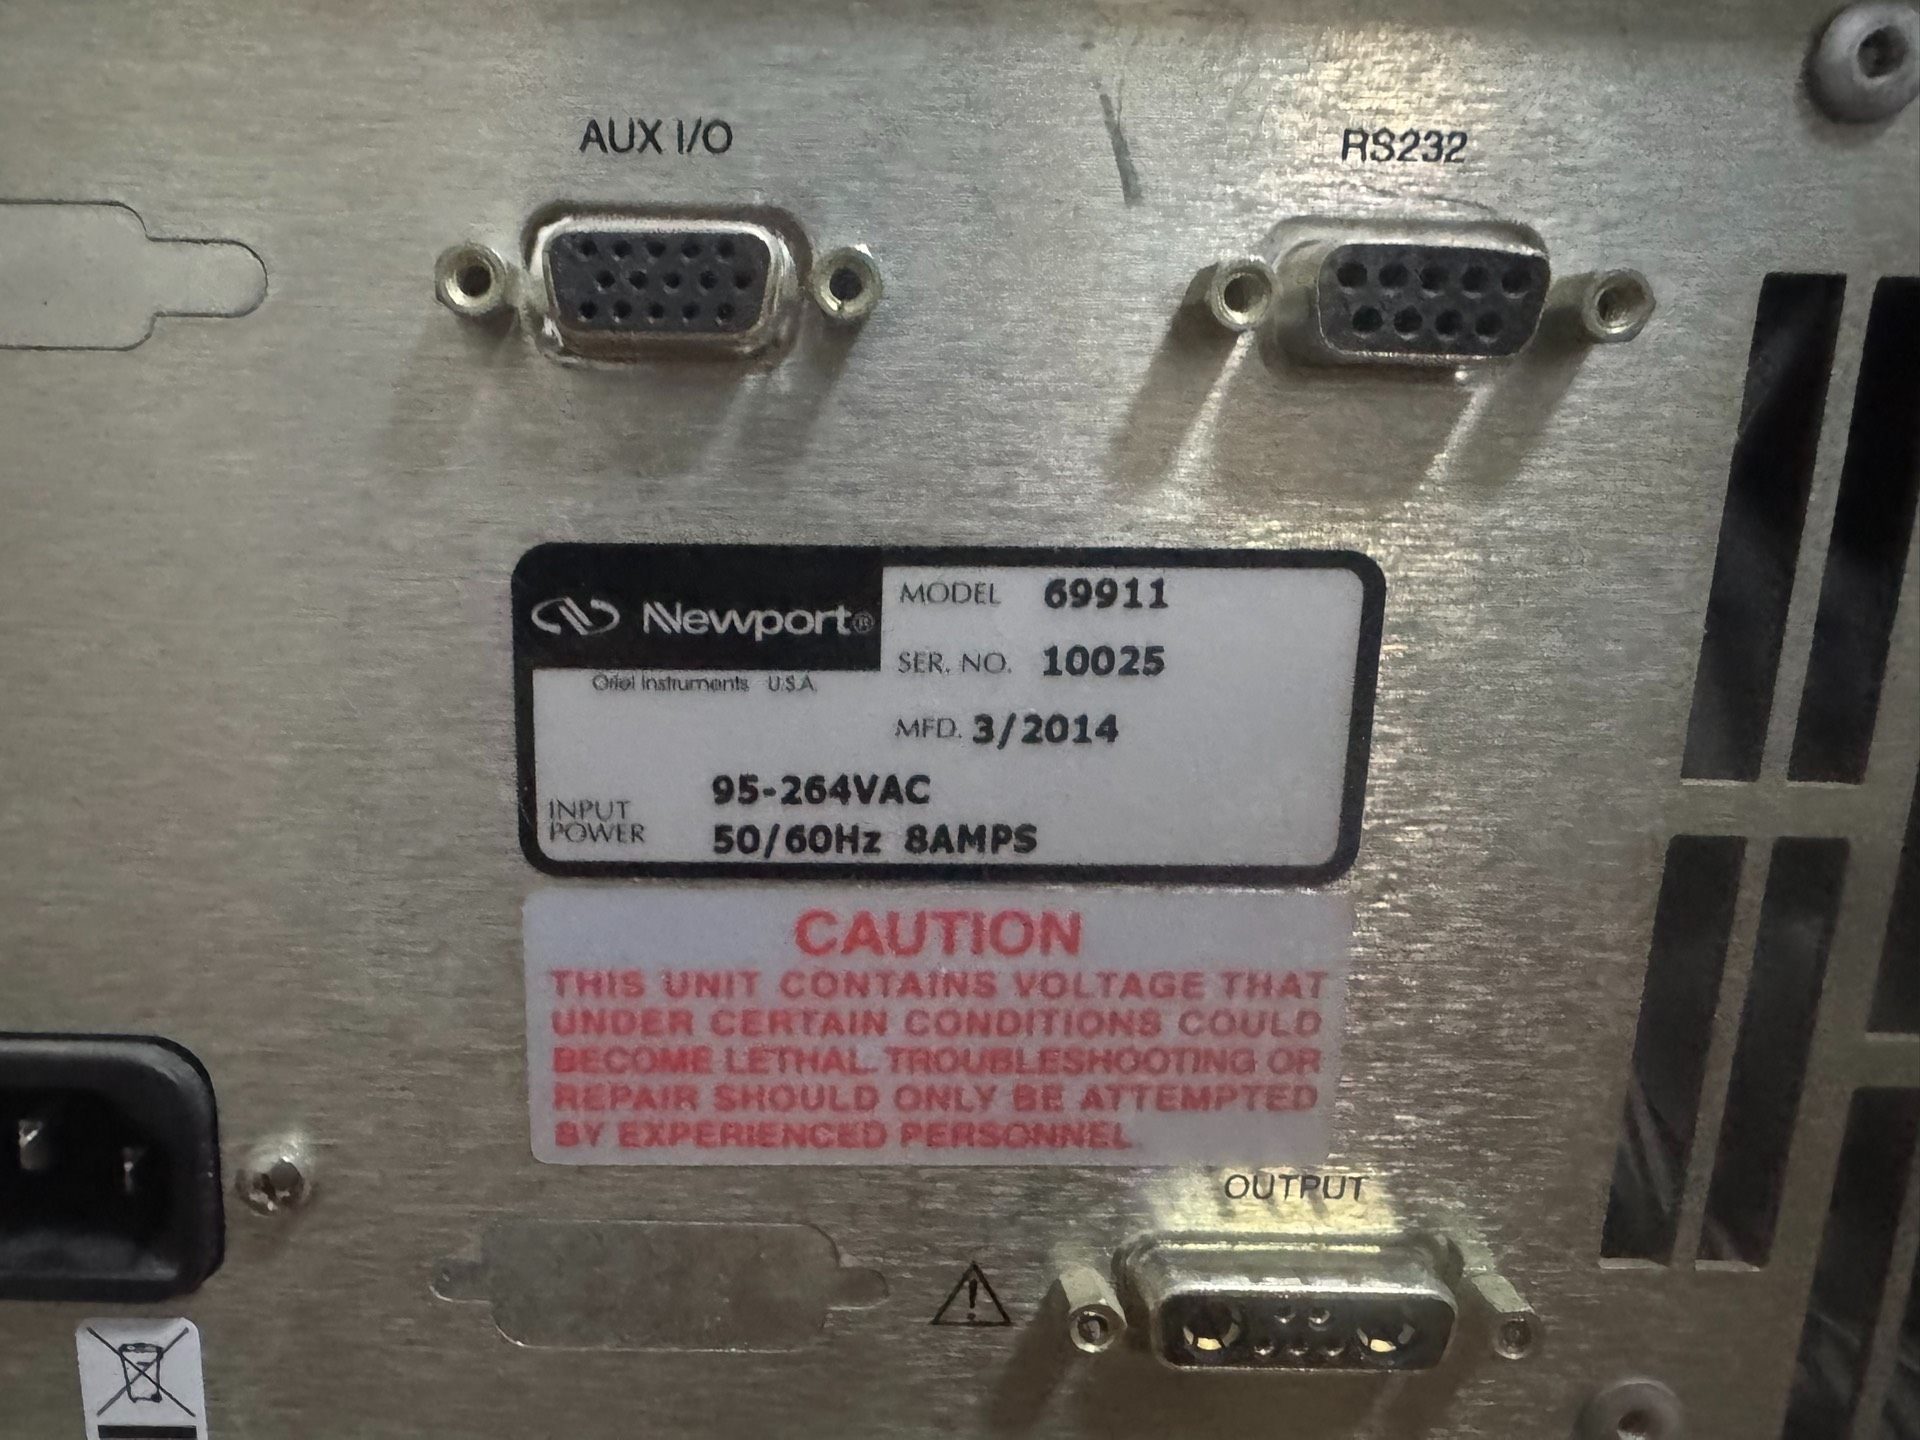 AUX I/O
RS232
Newport®
Oriel Instruments U.S.A.
MODEL 69911
SER. NO. 10025
MFD. 3/2014
INPUT POWER
95-264VAC
50/60Hz 8AMPS
CAUTION
THIS UNIT CONTAINS VOLTAGE THAT
UNDER CERTAIN CONDITIONS COULD
BECOME LETHAL. TROUBLESHOOTING OR
REPAIR SHOULD ONLY BE ATTEMPTED
BY EXPERIENCED PERSONNEL.
OUTPUT